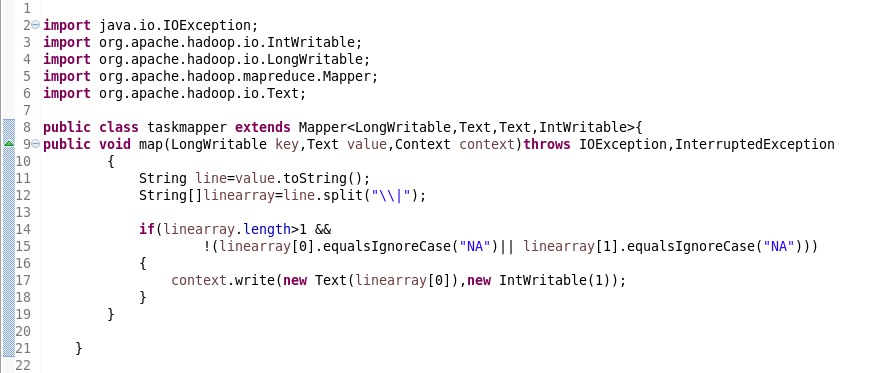 1
2 import java.io.IOException;
3 import org.apache.hadoop.io.IntWritable;
4 import org.apache.hadoop.io.LongWritable;
5 import org.apache.hadoop.mapreduce.Mapper;
6 import org.apache.hadoop.io.Text;
7
8 public class taskmapper extends Mapper<LongWritable,Text,Text,IntWritable>{
9 public void map(LongWritable key,Text value,Context context)throws IOException,InterruptedException
10         {
11             String line=value.toString();
12             String[]linearray=line.split("\\|");
13
14             if(linearray.length>1 &&
15                     !(linearray[0].equalsIgnoreCase("NA")|| linearray[1].equalsIgnoreCase("NA")))
16             {
17                 context.write(new Text(linearray[0]),new IntWritable(1));
18             }
19         }
20
21     }
22